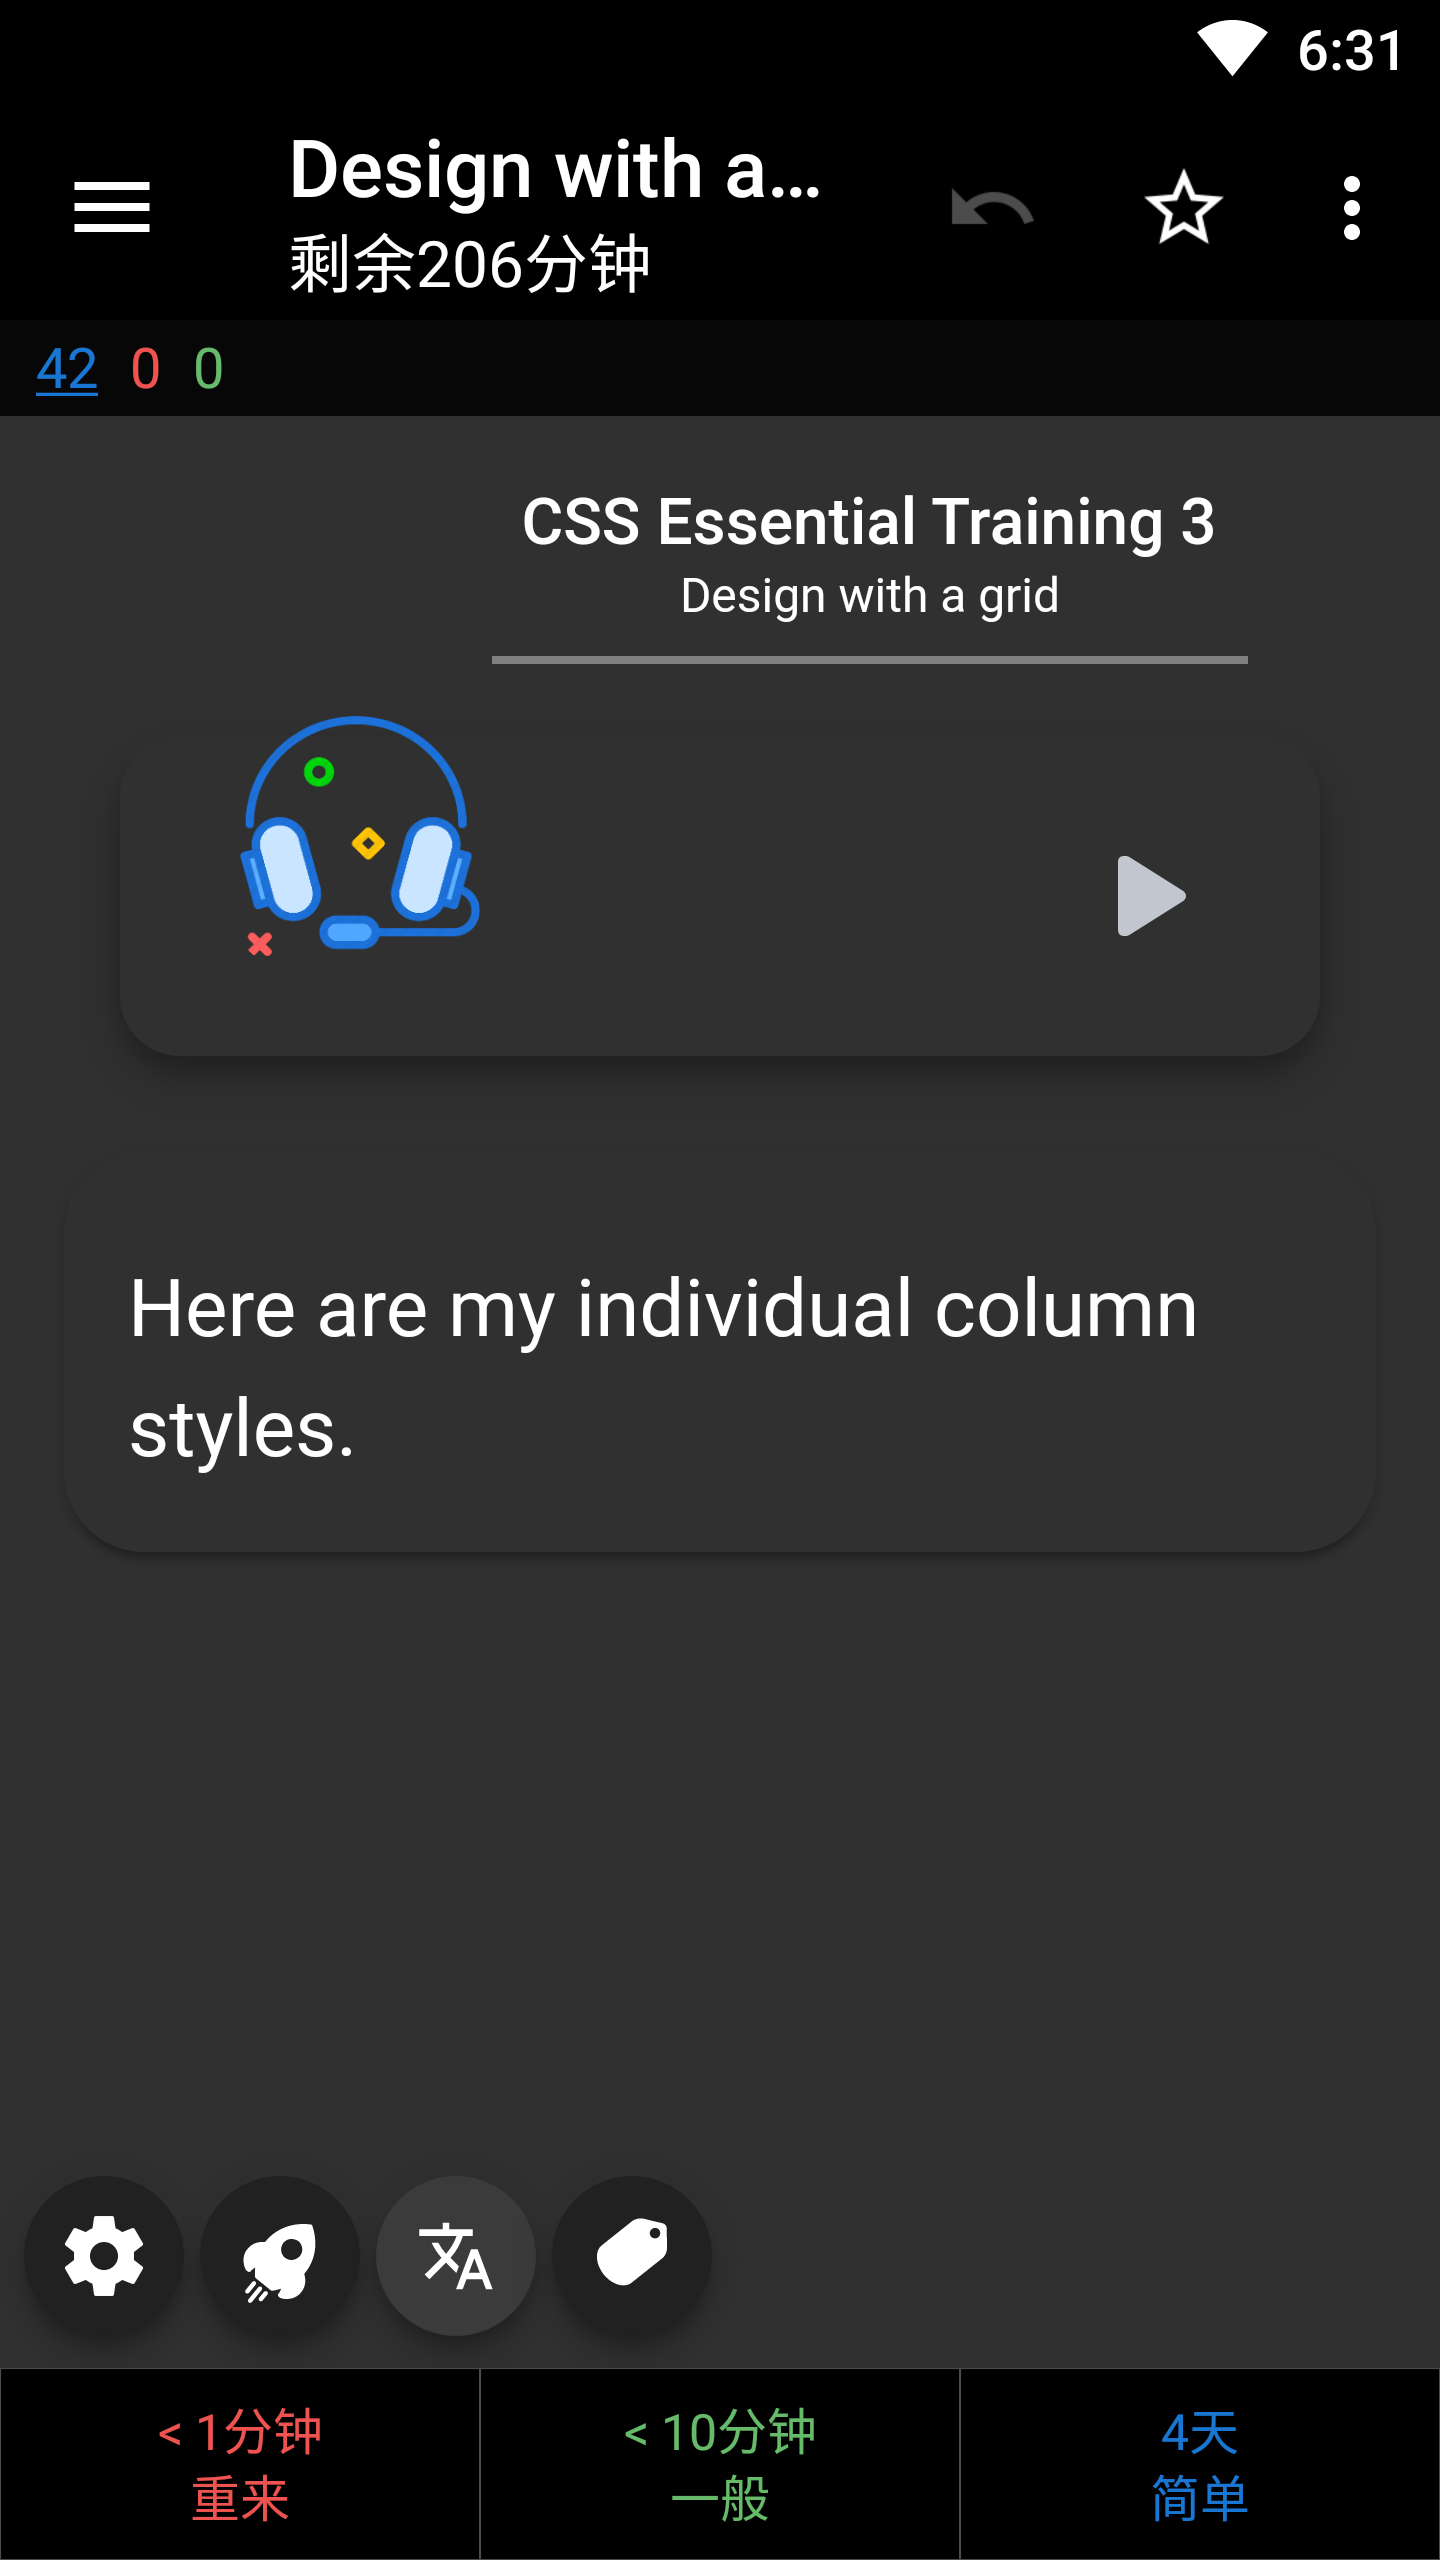 6:31
Design with a...
剩余206分钟
42 0 0
CSS Essential Training 3
Design with a grid
Here are my individual column
styles.
< 1分钟
重来
< 10分钟
一般
4天
简单